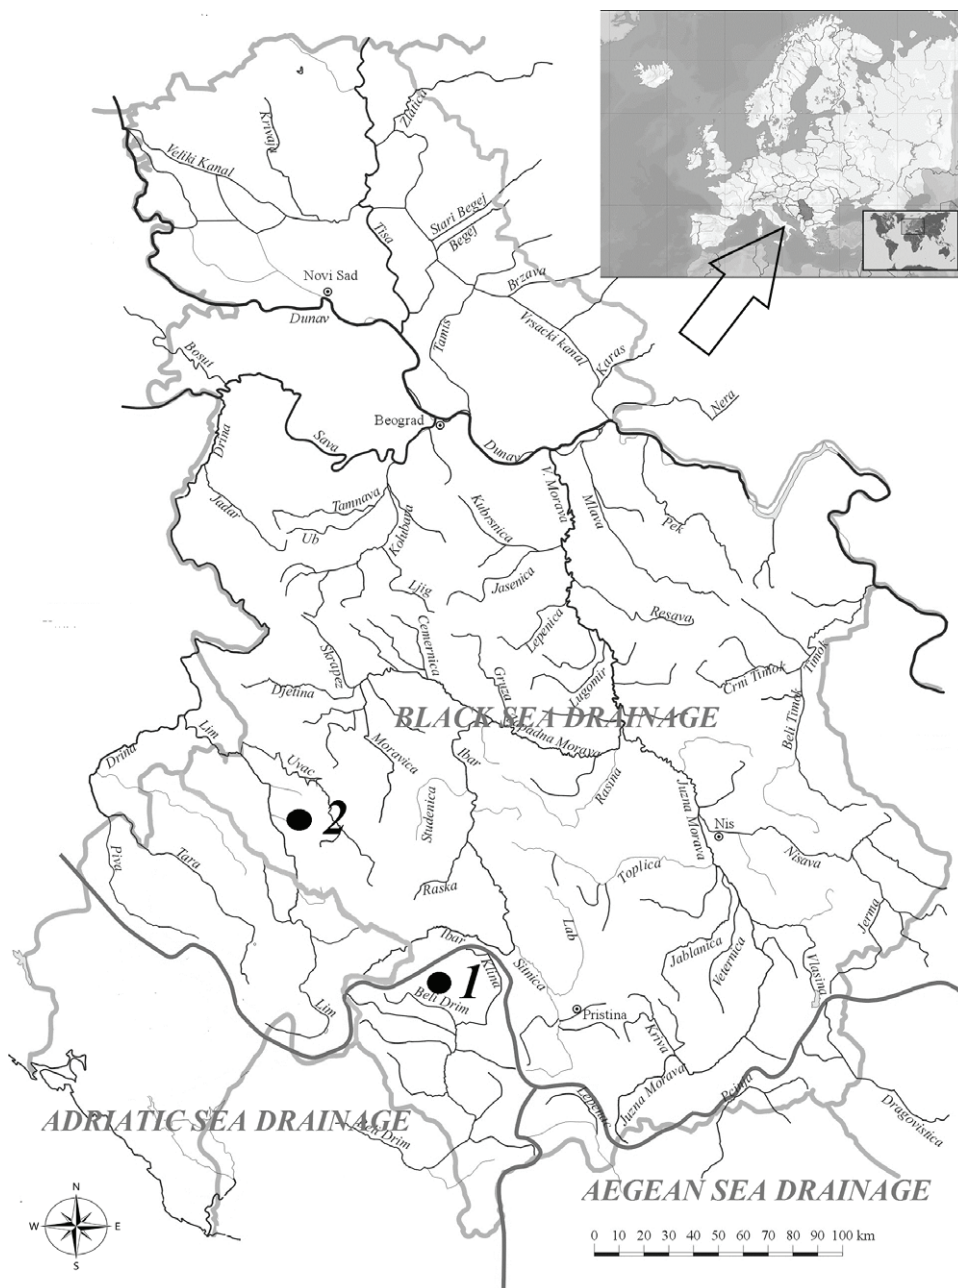 Zlatica
Krivaja
Veliki Kanal
Stari Begej
Begej
Tisa
Brzava
Novi Sad
Dunav
Tamis
Vrsacki kanal
Karas
Bosut
Nera
Beograd
Drina
Sava
Dunav
V. Morava
Mlava
Pek
Jadar
Tamnava
Ub
Kolubara
Kubrsnica
Ljig
Jasenica
Resava
Lepenica
Cemernica
Skrapez
Djetina
Gruza
Lugomir
Crni Timok
Timok
BLACK SEA DRAINAGE
Zapadna Morava
Beli Timok
Drina
Lim
Uvac
Moravica
Ibar
Studenica
Rasina
Juzna Morava
2
Nis
Nisava
Piva
Tara
Toplica
Raska
Lab
Jerma
Ibar
Jablanica
Veternica
Vlasina
Sitnica
Klina
1
Beli Drim
Lim
Pristina
Kriva
Juzna Morava
Pcinja
Lepenac
Dragovistica
ADRIATIC SEA DRAINAGE
Drim
AEGEAN SEA DRAINAGE
N
W
E
S
0 10 20 30 40 50 60 70 80 90 100 km